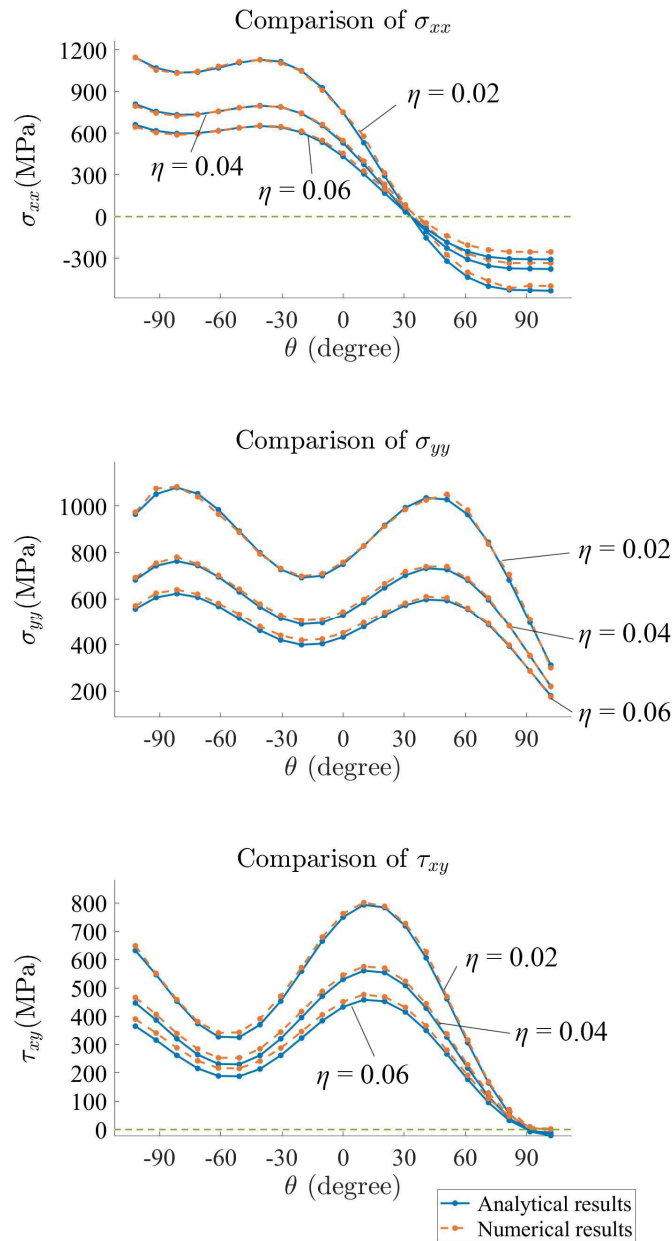 Comparison of σxx
1200
900
600
300
0
-300
σxx(MPa)
η = 0.02
η = 0.04
η = 0.06
-90 -60 -30 0 30 60 90
θ (degree)
Comparison of σyy
1000
800
600
400
200
σyy(MPa)
η = 0.02
η = 0.04
η = 0.06
-90 -60 -30 0 30 60 90
θ (degree)
Comparison of τxy
800
700
600
500
400
300
200
100
0
τxy(MPa)
η = 0.02
η = 0.04
η = 0.06
-90 -60 -30 0 30 60 90
θ (degree)
Analytical results
Numerical results